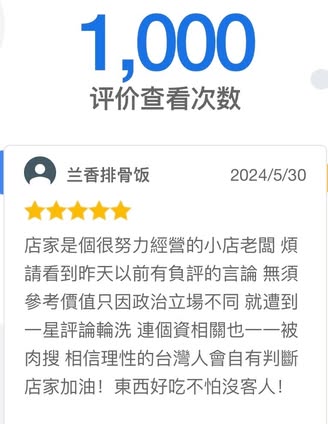 1,000
评价查看次数
兰香排骨饭 2024/5/30
店家是個很努力經營的小店老闆 煩
請看到昨天以前有負評的言論 無須
參考價值只因政治立場不同 就遭到
一星評論輪洗 連個資相關也一一被
肉搜 相信理性的台灣人會自有判斷
店家加油！東西好吃不怕沒客人！